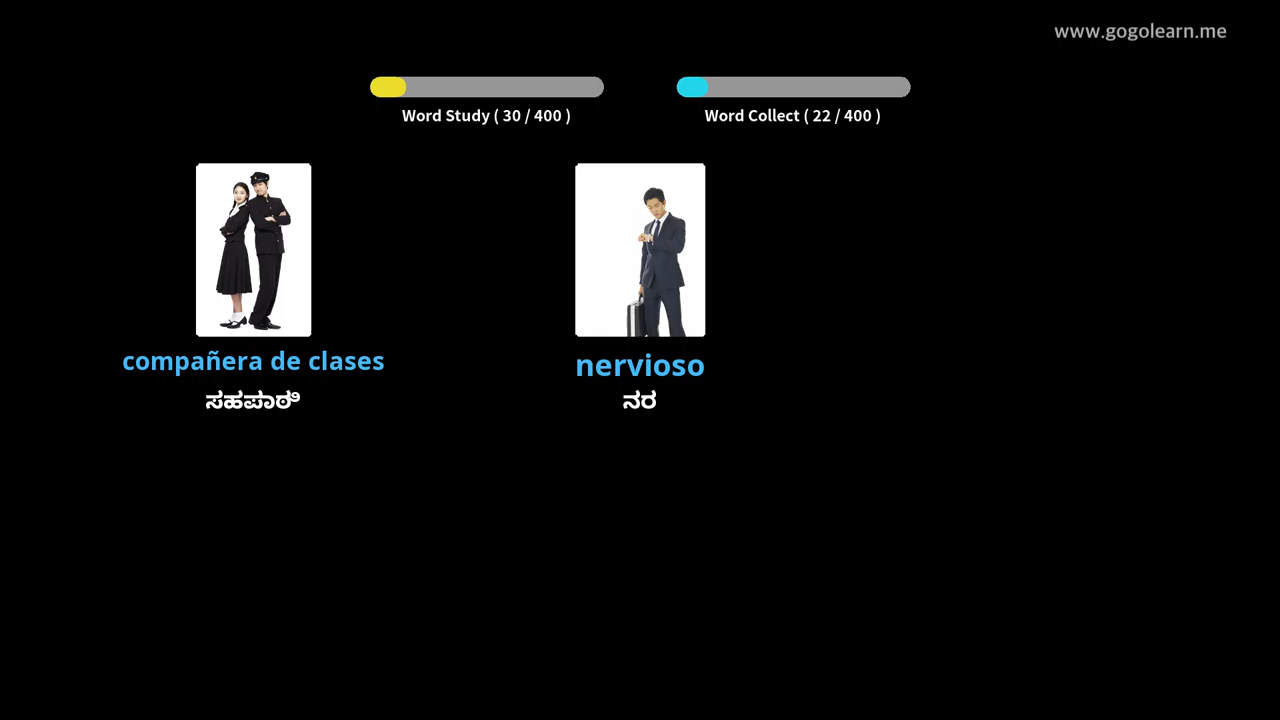 www.gogolearn.me
Word Study ( 30 / 400 )
Word Collect ( 22 / 400 )
compañera de clases
ಸಹಪಾಠಿ
nervioso
ನರ